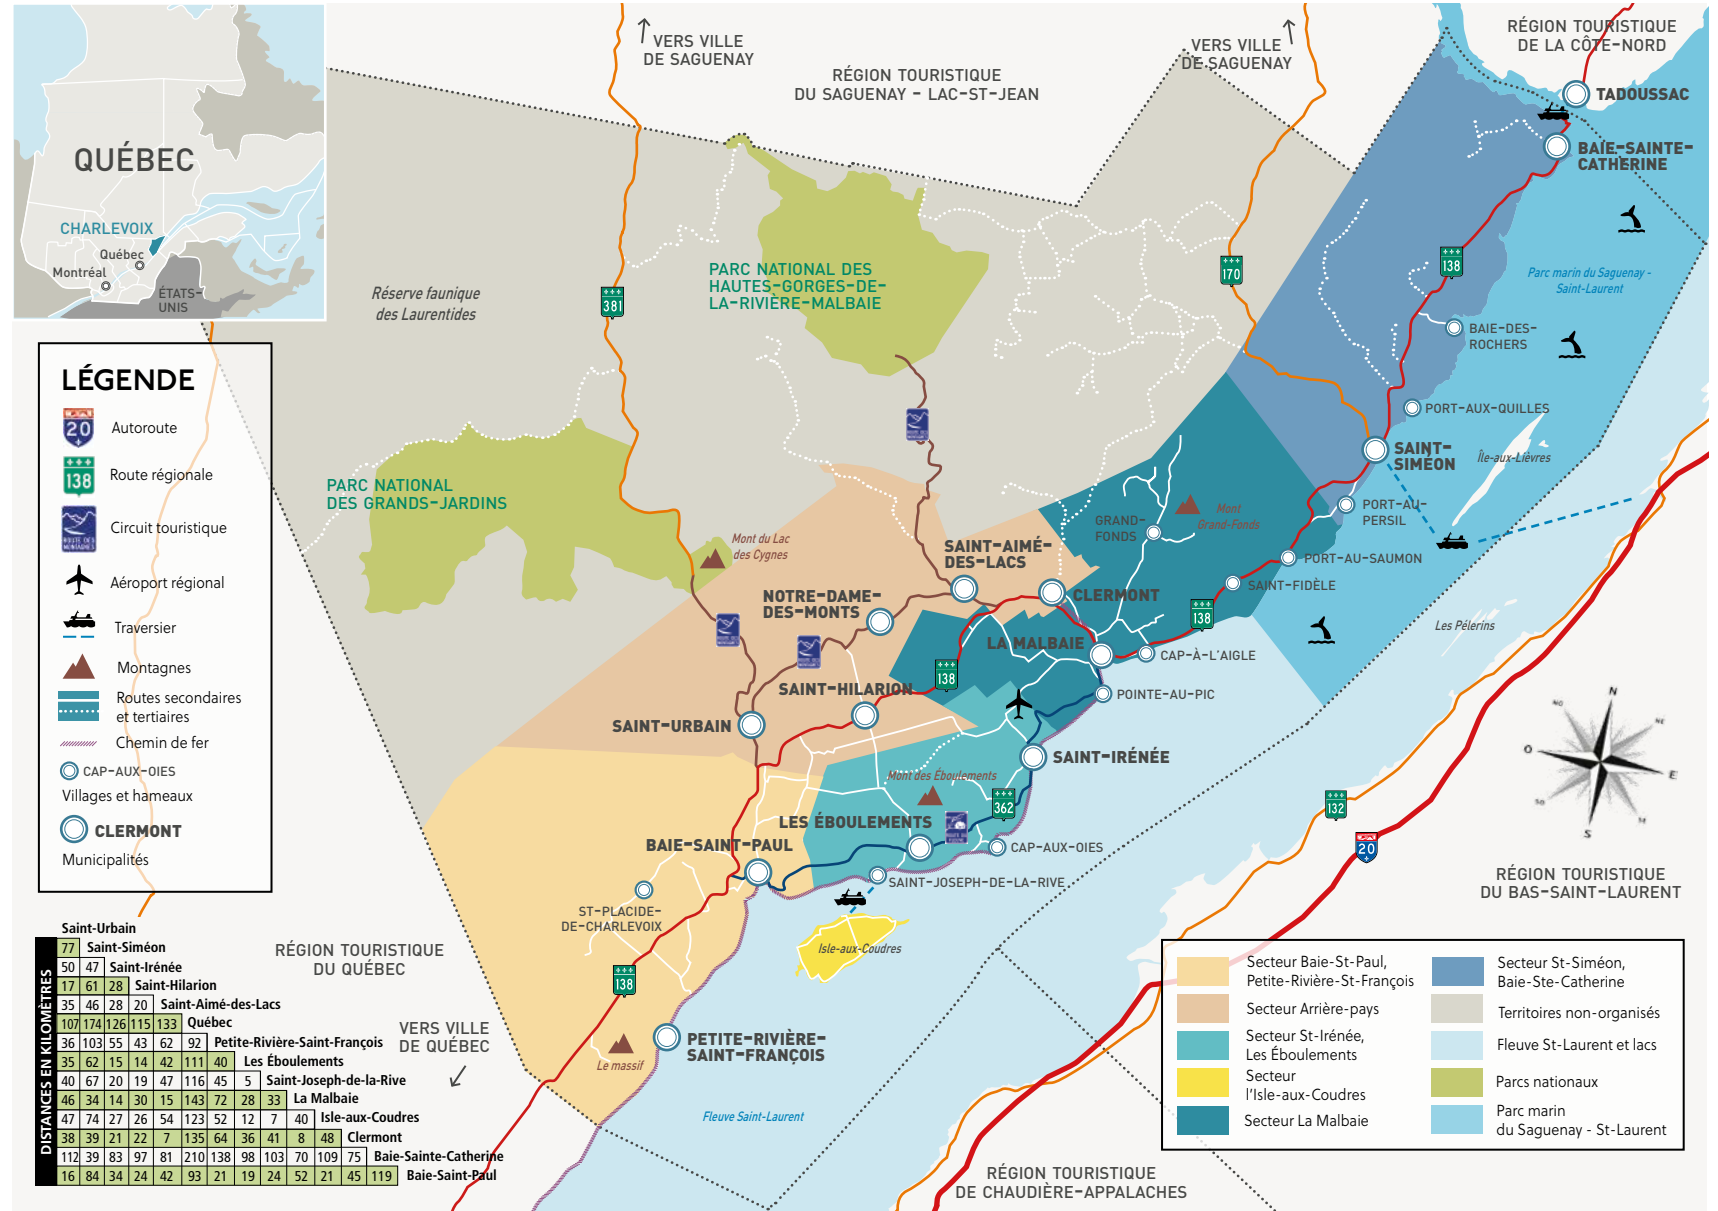 QUÉBEC
CHARLEVOIX
Québec
Montréal
ÉTATS-
UNIS
VERS VILLE
DE SAGUENAY
RÉGION TOURISTIQUE
DU SAGUENAY - LAC-ST-JEAN
VERS VILLE
DE SAGUENAY
RÉGION TOURISTIQUE
DE LA CÔTE-NORD
TADOUSSAC
BAIE-SAINTE-
CATHERINE
138
170
381
Parc marin du Saguenay -
Saint-Laurent
Réserve faunique
des Laurentides
PARC NATIONAL DES
HAUTES-GORGES-DE-
LA-RIVIÈRE-MALBAIE
BAIE-DES-
ROCHERS
PORT-AUX-QUILLES
SAINT-
SIMÉON
Île-aux-Lièvres
PARC NATIONAL
DES GRANDS-JARDINS
PORT-AU-
PERSIL
Mont
Grand-Fonds
GRAND-
FONDS
Mont du Lac
des Cygnes
SAINT-AIMÉ-
DES-LACS
PORT-AU-SAUMON
SAINT-FIDÈLE
CLERMONT
NOTRE-DAME-
DES-MONTS
138
Les Pélerins
LA MALBAIE
CAP-À-L'AIGLE
138
SAINT-HILARION
POINTE-AU-PIC
SAINT-URBAIN
SAINT-IRÉNÉE
Mont des Éboulements
362
LES ÉBOULEMENTS
BAIE-SAINT-PAUL
CAP-AUX-OIES
SAINT-JOSEPH-DE-LA-RIVE
ST-PLACIDE-
DE-CHARLEVOIX
Isle-aux-Coudres
138
PETITE-RIVIÈRE-
SAINT-FRANÇOIS
Le massif
Fleuve Saint-Laurent
132
20
RÉGION TOURISTIQUE
DU BAS-SAINT-LAURENT
RÉGION TOURISTIQUE
DE CHAUDIÈRE-APPALACHES
RÉGION TOURISTIQUE
DU QUÉBEC
VERS VILLE
DE QUÉBEC
N
NE
E
S
SO
O
NO
LÉGENDE
20
Autoroute
138
Route régionale
ROUTE DES
MONTAGNES
Circuit touristique
Aéroport régional
Traversier
Montagnes
Routes secondaires
et tertiaires
Chemin de fer
CAP-AUX-OIES
Villages et hameaux
CLERMONT
Municipalités
DISTANCES EN KILOMÈTRES
Saint-Urbain
77 Saint-Siméon
50 47 Saint-Irénée
17 61 28 Saint-Hilarion
35 46 28 20 Saint-Aimé-des-Lacs
107 174 126 115 133 Québec
36 103 55 43 62 92 Petite-Rivière-Saint-François
35 62 15 14 42 111 40 Les Éboulements
40 67 20 19 47 116 45 5 Saint-Joseph-de-la-Rive
46 34 14 30 15 143 72 28 33 La Malbaie
47 74 27 26 54 123 52 12 7 40 Isle-aux-Coudres
38 39 21 22 7 135 64 36 41 8 48 Clermont
112 39 83 97 81 210 138 98 103 70 109 75 Baie-Sainte-Catherine
16 84 34 24 42 93 21 19 24 52 21 45 119 Baie-Saint-Paul
Secteur Baie-St-Paul,
Petite-Rivière-St-François
Secteur Arrière-pays
Secteur St-Irénée,
Les Éboulements
Secteur
l'Isle-aux-Coudres
Secteur La Malbaie
Secteur St-Siméon,
Baie-Ste-Catherine
Territoires non-organisés
Fleuve St-Laurent et lacs
Parcs nationaux
Parc marin
du Saguenay - St-Laurent